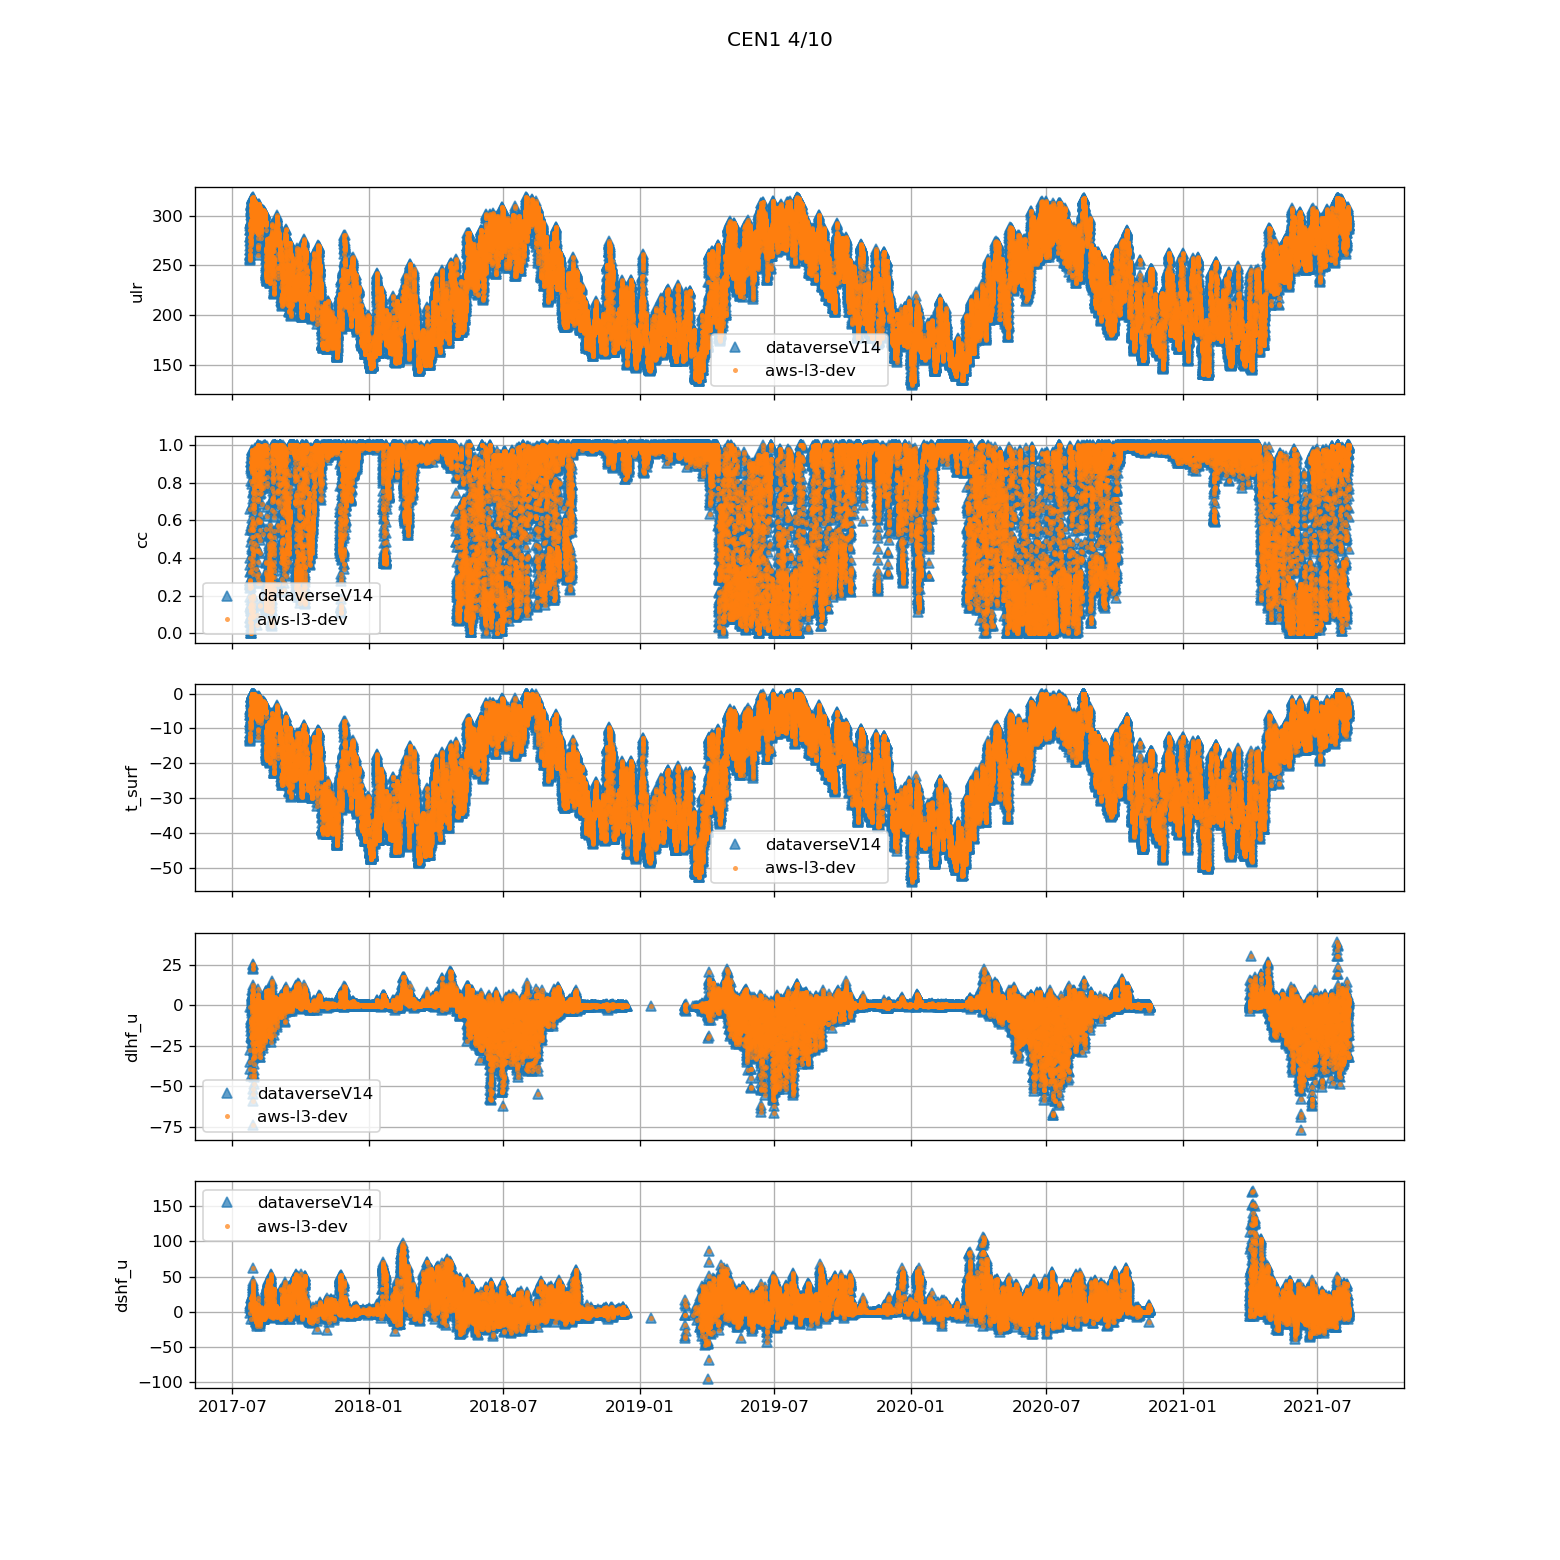 CEN1 4/10
300
250
200
150
ulr
dataverseV14
aws-l3-dev
1.0
0.8
0.6
0.4
0.2
0.0
cc
dataverseV14
aws-l3-dev
0
−10
−20
−30
−40
−50
t_surf
dataverseV14
aws-l3-dev
25
0
−25
−50
−75
dlhf_u
dataverseV14
aws-l3-dev
150
100
50
0
−50
−100
dshf_u
dataverseV14
aws-l3-dev
2017-07 2018-01 2018-07 2019-01 2019-07 2020-01 2020-07 2021-01 2021-07